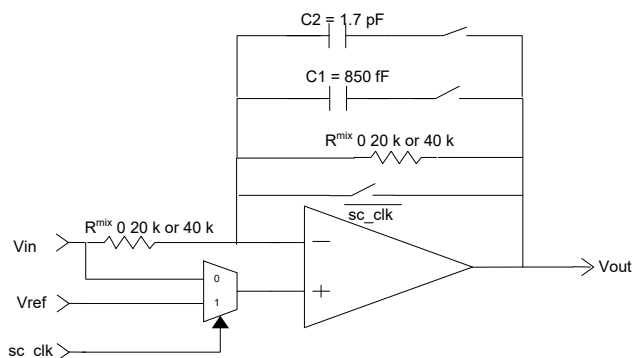 C2 = 1.7 pF
C1 = 850 fF
Rmix 0 20 k or 40 k
sc_clk
Rmix 0 20 k or 40 k
Vin
−
0
Vout
+
Vref
1
sc_clk